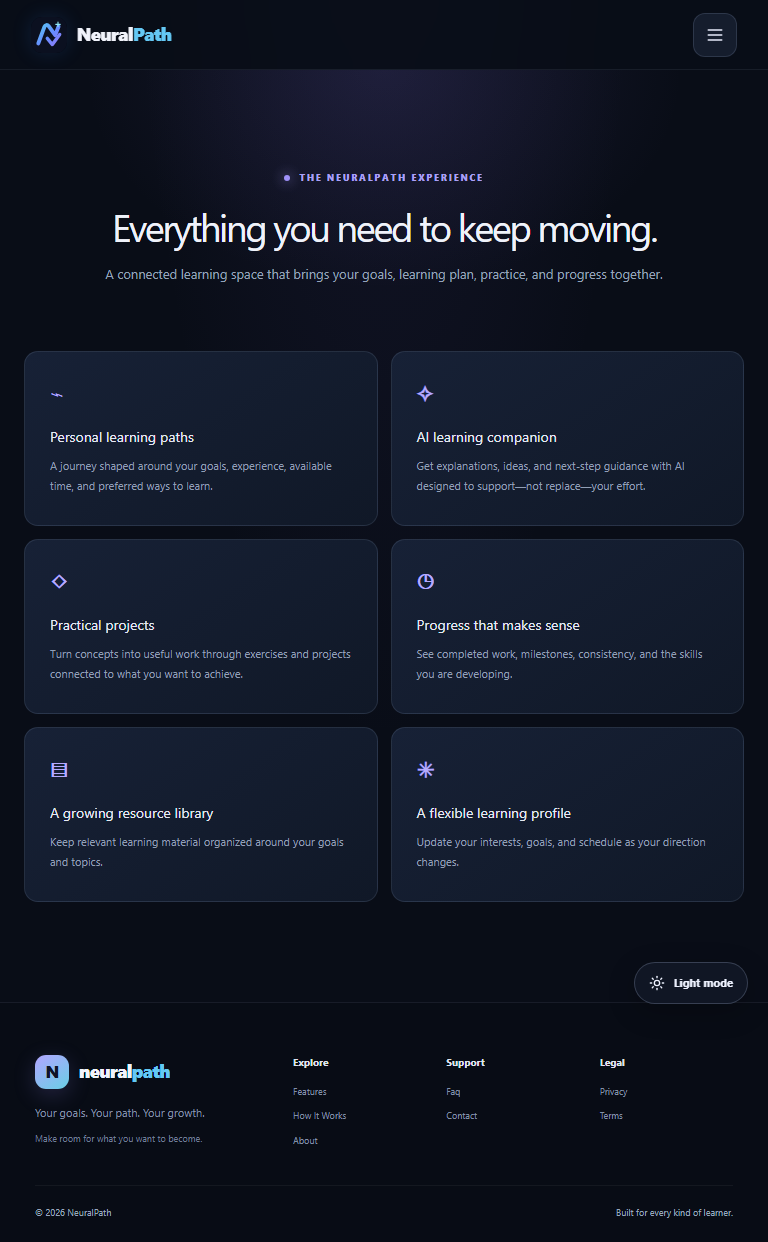 NeuralPath
THE NEURALPATH EXPERIENCE
Everything you need to keep moving.
A connected learning space that brings your goals, learning plan, practice, and progress together.
Personal learning paths
A journey shaped around your goals, experience, available
time, and preferred ways to learn.
AI learning companion
Get explanations, ideas, and next-step guidance with AI
designed to support—not replace—your effort.
Practical projects
Turn concepts into useful work through exercises and projects
connected to what you want to achieve.
Progress that makes sense
See completed work, milestones, consistency, and the skills
you are developing.
A growing resource library
Keep relevant learning material organized around your goals
and topics.
A flexible learning profile
Update your interests, goals, and schedule as your direction
changes.
Light mode
N neuralpath
Your goals. Your path. Your growth.
Make room for what you want to become.
Explore
Features
How It Works
About
Support
Faq
Contact
Legal
Privacy
Terms
© 2026 NeuralPath
Built for every kind of learner.